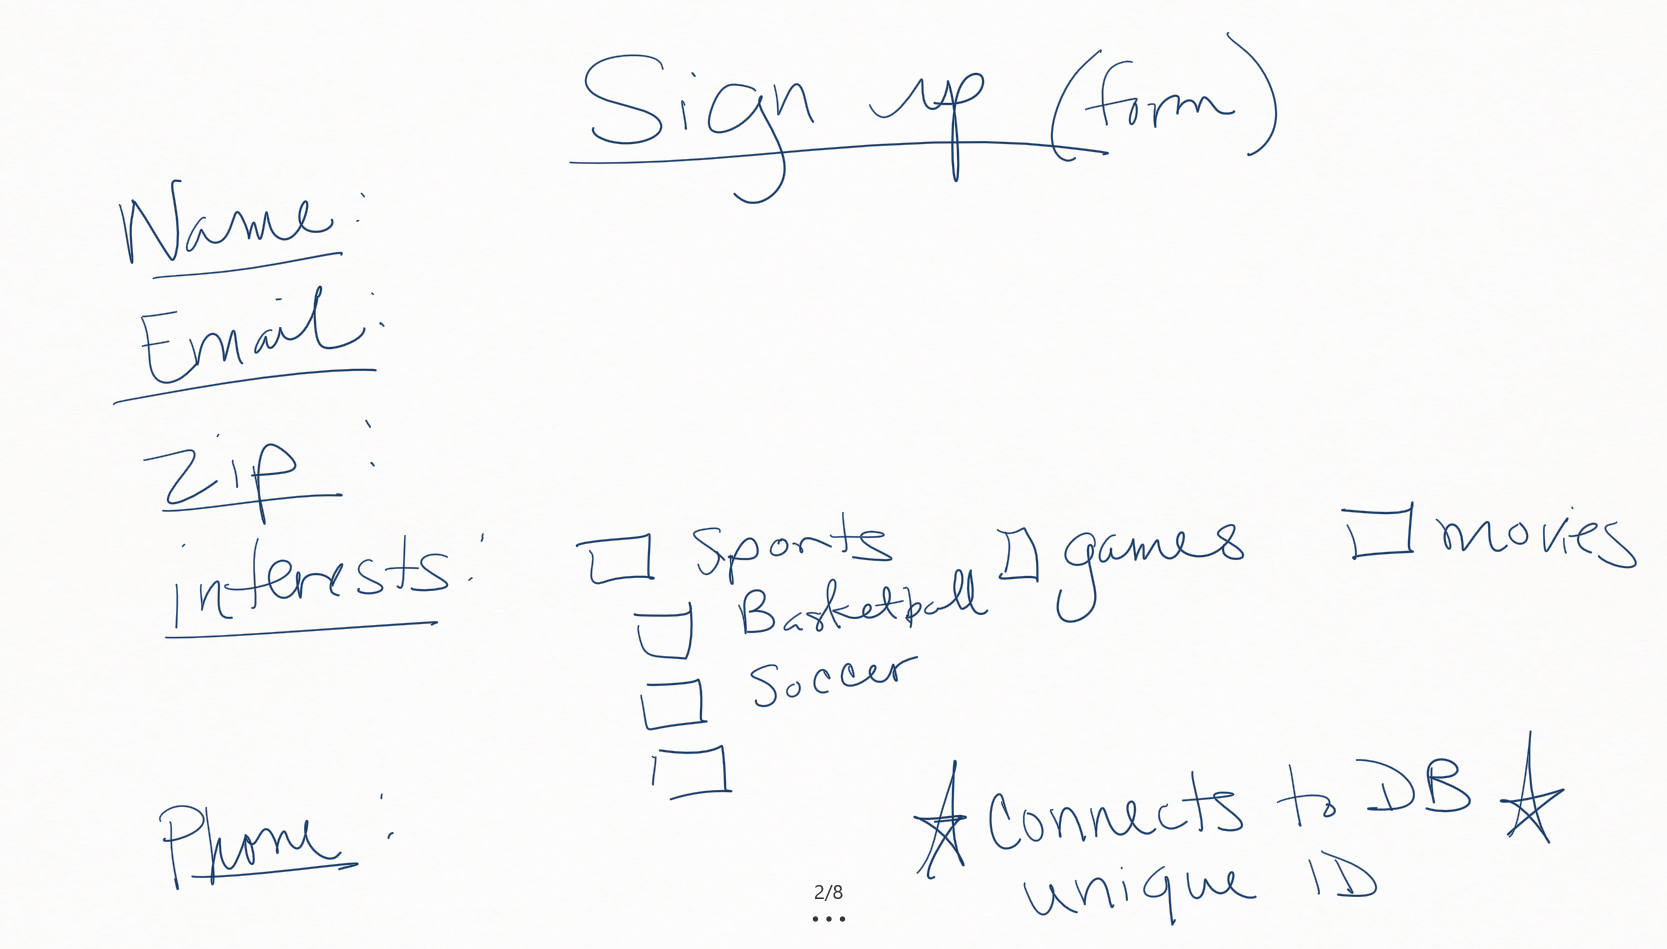 Sign up (form)
Name:
Email:
Zip:
interests: Sports games movies
Basketball
Soccer
Phone:
Connects to DB
unique ID
2/8